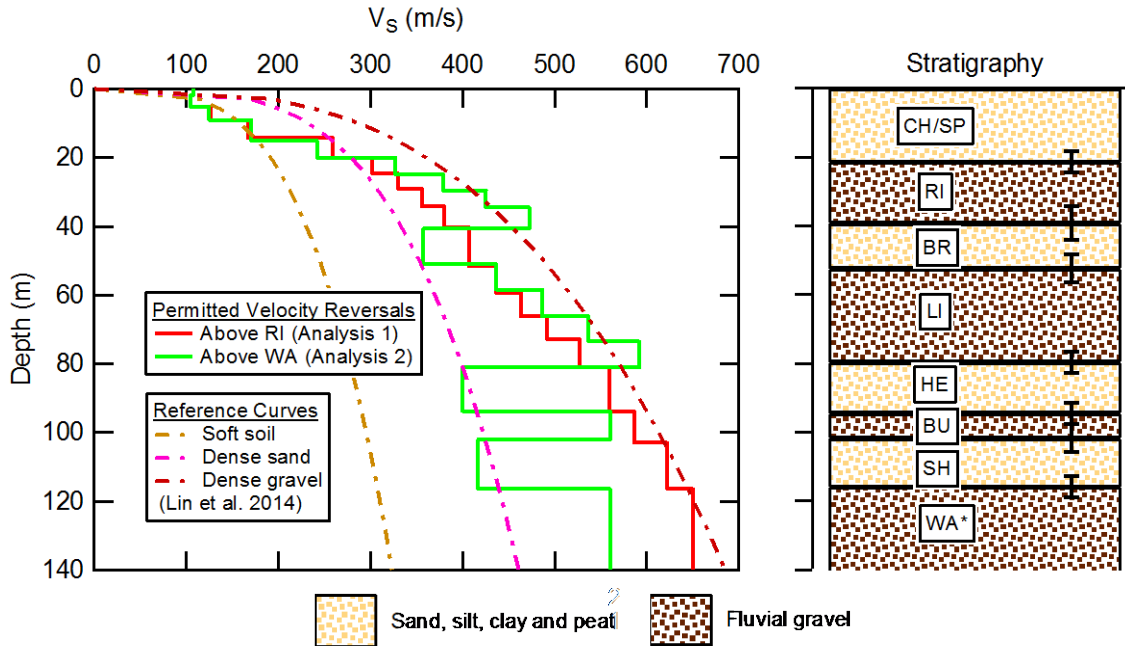 V_S (m/s)
0 100 200 300 400 500 600 700
Stratigraphy
Depth (m)
0
20
40
60
80
100
120
140
Permitted Velocity Reversals
Above RI (Analysis 1)
Above WA (Analysis 2)
Reference Curves
Soft soil
Dense sand
Dense gravel
(Lin et al. 2014)
CH/SP
RI
BR
LI
HE
BU
SH
WA*
Sand, silt, clay and peat
Fluvial gravel